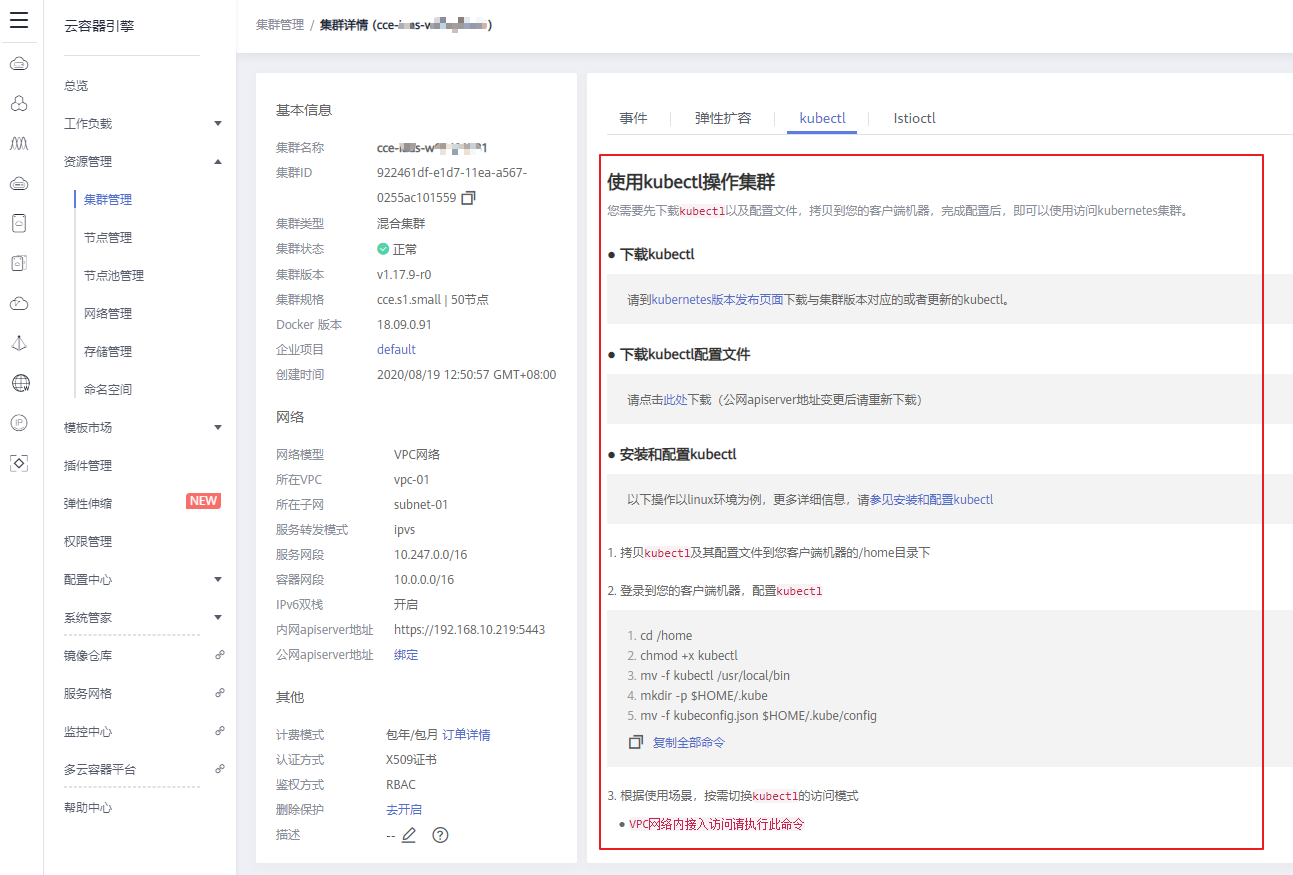 云容器引擎
总览
工作负载
资源管理
集群管理
节点管理
节点池管理
网络管理
存储管理
命名空间
模板市场
插件管理
弹性伸缩 NEW
权限管理
配置中心
系统管家
镜像仓库
服务网格
监控中心
多云容器平台
帮助中心
集群管理 / 集群详情 (cce-
基本信息
集群名称 cce-
集群ID 922461df-e1d7-11ea-a567-
0255ac101559
集群类型 混合集群
集群状态 正常
集群版本 v1.17.9-r0
集群规格 cce.s1.small | 50节点
Docker 版本 18.09.0.91
企业项目 default
创建时间 2020/08/19 12:50:57 GMT+08:00
网络
网络模型 VPC网络
所在VPC vpc-01
所在子网 subnet-01
服务转发模式 ipvs
服务网段 10.247.0.0/16
容器网段 10.0.0.0/16
IPv6双栈 开启
内网apiserver地址 https://192.168.10.219:5443
公网apiserver地址 绑定
其他
计费模式 包年/包月 订单详情
认证方式 X509证书
鉴权方式 RBAC
删除保护 去开启
描述 --
事件 弹性扩容 kubectl Istioctl
使用kubectl操作集群
您需要先下载kubectl以及配置文件，拷贝到您的客户端机器，完成配置后，即可以使用访问kubernetes集群。
● 下载kubectl
请到kubernetes版本发布页面下载与集群版本对应的或者更新的kubectl。
● 下载kubectl配置文件
请点击此处下载（公网apiserver地址变更后请重新下载）
● 安装和配置kubectl
以下操作以linux环境为例，更多详细信息，请参见安装和配置kubectl
1. 拷贝kubectl及其配置文件到您客户端机器的/home目录下
2. 登录到您的客户端机器，配置kubectl
1. cd /home
2. chmod +x kubectl
3. mv -f kubectl /usr/local/bin
4. mkdir -p $HOME/.kube
5. mv -f kubeconfig.json $HOME/.kube/config
复制全部命令
3. 根据使用场景，按需切换kubectl的访问模式
● VPC网络内接入访问请执行此命令